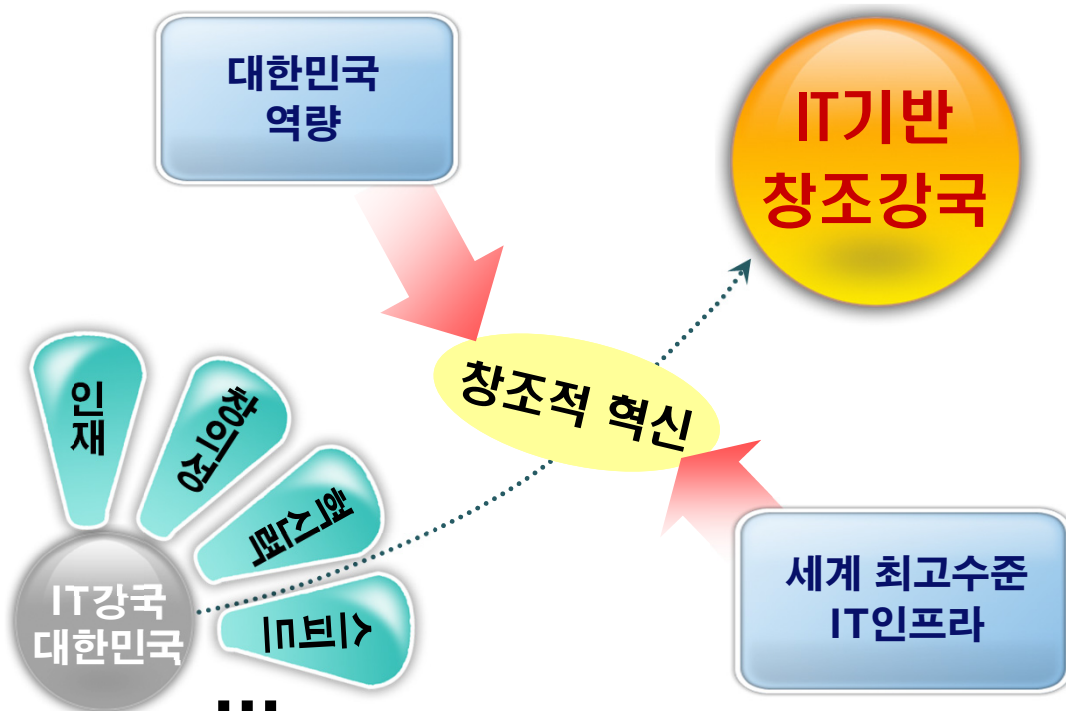 대한민국
역량
IT기반
창조강국
창조적 혁신
인재
창의성
혁신력
스피드
IT강국
대한민국
...
세계 최고수준
IT인프라